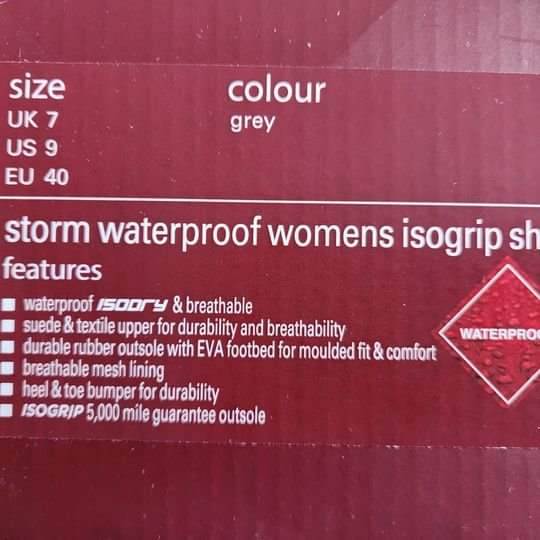 size colour
UK 7 grey
US 9
EU 40
storm waterproof womens isogrip sh
features
waterproof ISODRY & breathable
suede & textile upper for durability and breathability
durable rubber outsole with EVA footbed for moulded fit & comfort
breathable mesh lining
heel & toe bumper for durability
ISOGRIP 5,000 mile guarantee outsole
WATERPROO